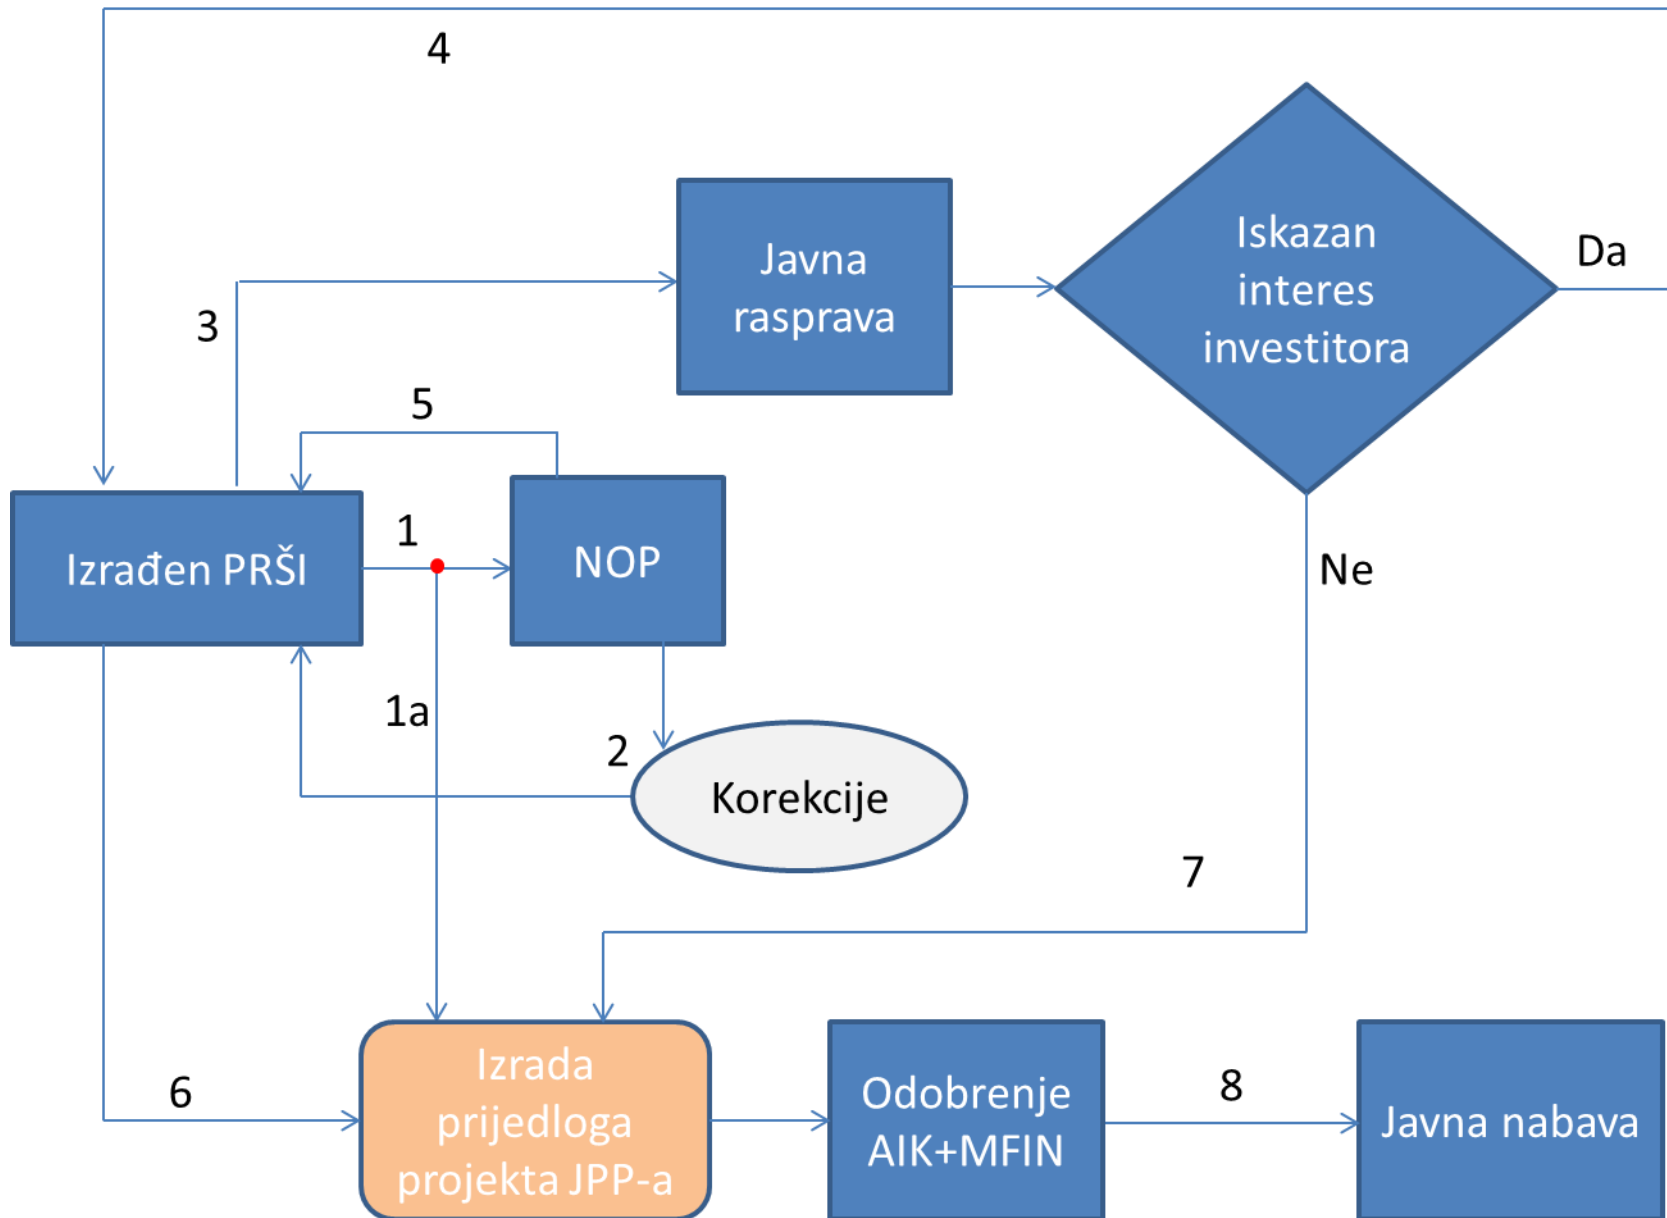 4
Javna
rasprava
Iskazan
interes
investitora
Da
3
5
Izrađen PRŠI
1
NOP
Ne
1a
2
Korekcije
7
6
Izrada
prijedloga
projekta JPP-a
Odobrenje
AIK+MFIN
8
Javna nabava